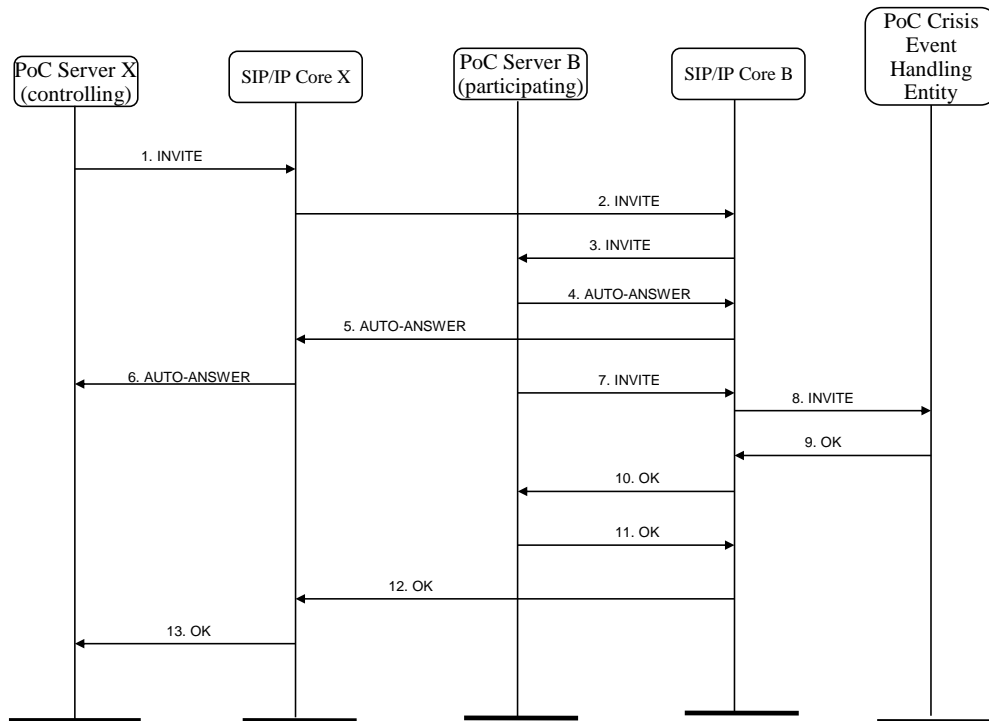 PoC Server X
(controlling)
SIP/IP Core X
PoC Server B
(participating)
SIP/IP Core B
PoC Crisis
Event
Handling
Entity
1. INVITE
2. INVITE
3. INVITE
4. AUTO-ANSWER
5. AUTO-ANSWER
6. AUTO-ANSWER
7. INVITE
8. INVITE
9. OK
10. OK
11. OK
12. OK
13. OK